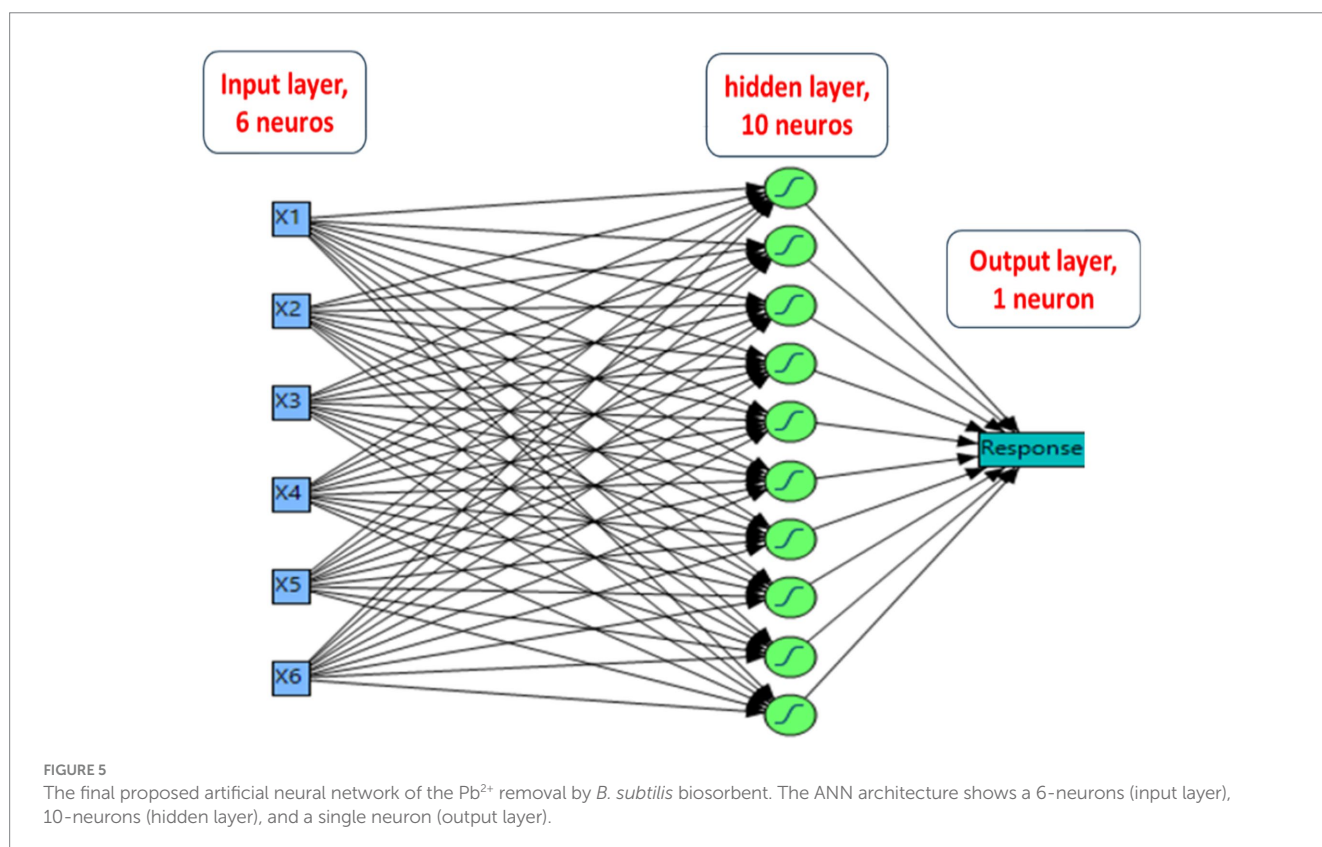 Input layer,
6 neuros
hidden layer,
10 neuros
Output layer,
1 neuron
X1
X2
X3
X4
X5
X6
Response
FIGURE 5
The final proposed artificial neural network of the Pb²⁺ removal by B. subtilis biosorbent. The ANN architecture shows a 6-neurons (input layer),
10-neurons (hidden layer), and a single neuron (output layer).